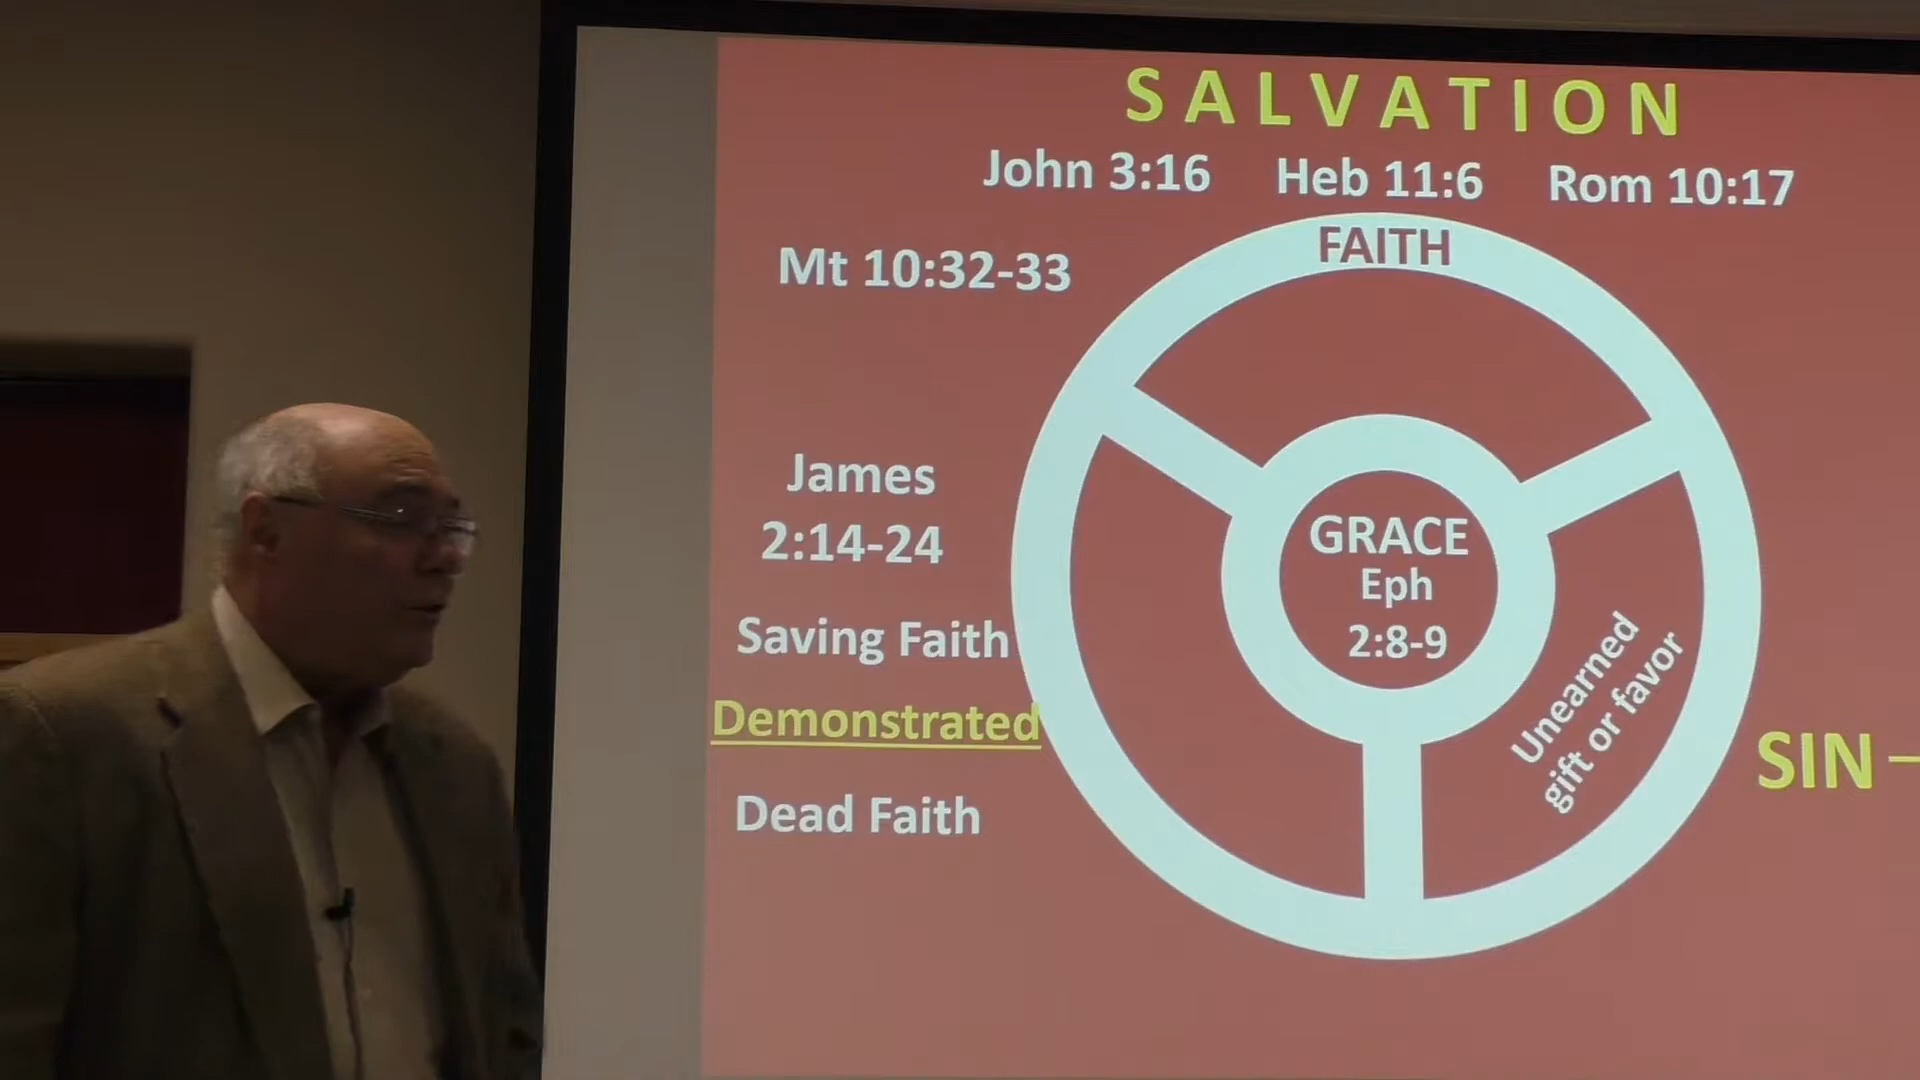 SALVATION
John 3:16 Heb 11:6 Rom 10:17
FAITH
Mt 10:32-33
James
2:14-24
Saving Faith
Demonstrated
Dead Faith
GRACE
Eph
2:8-9
Unearned
gift or favor
SIN –